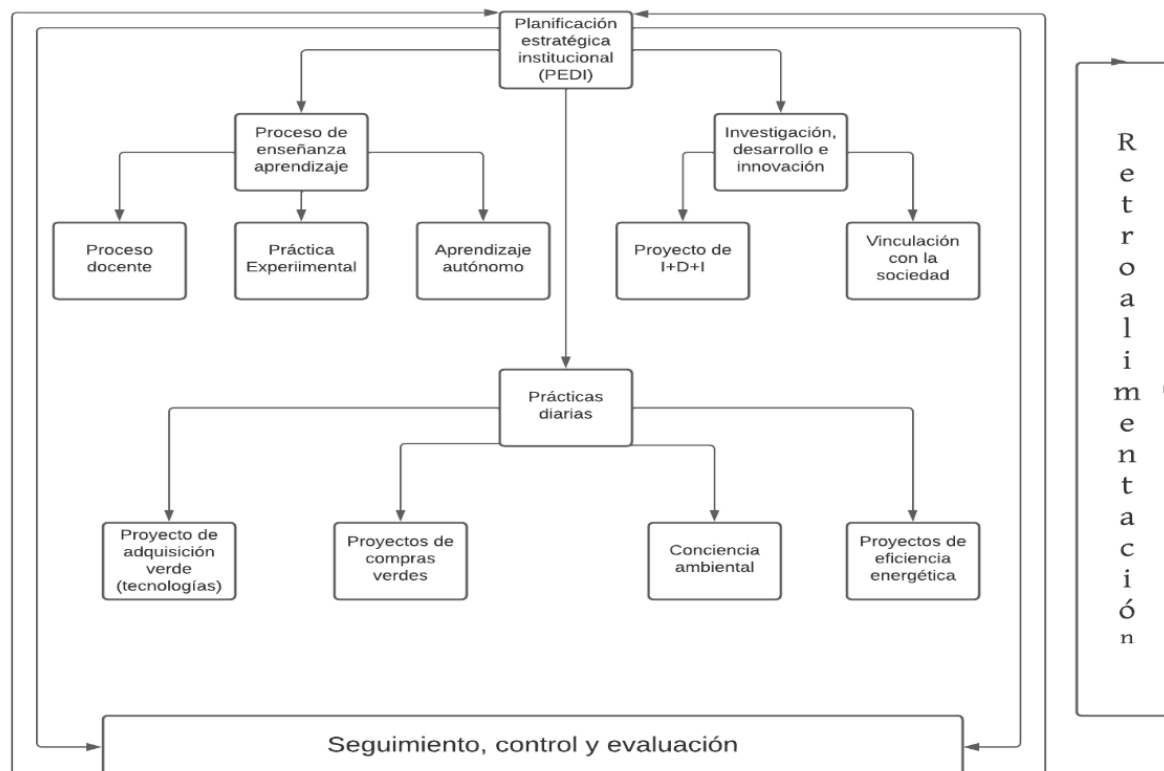 Planificación
estratégica
institucional
(PEDI)
Proceso de
enseñanza
aprendizaje
Investigación,
desarrollo e
innovación
Proceso
docente
Práctica
Experiimental
Aprendizaje
autónomo
Proyecto de
I+D+I
Vinculación
con la
sociedad
Prácticas
diarias
Proyecto de
adquisición
verde
(tecnologías)
Proyectos de
compras
verdes
Conciencia
ambiental
Proyectos de
eficiencia
energética
Seguimiento, control y evaluación
Retroalimentación